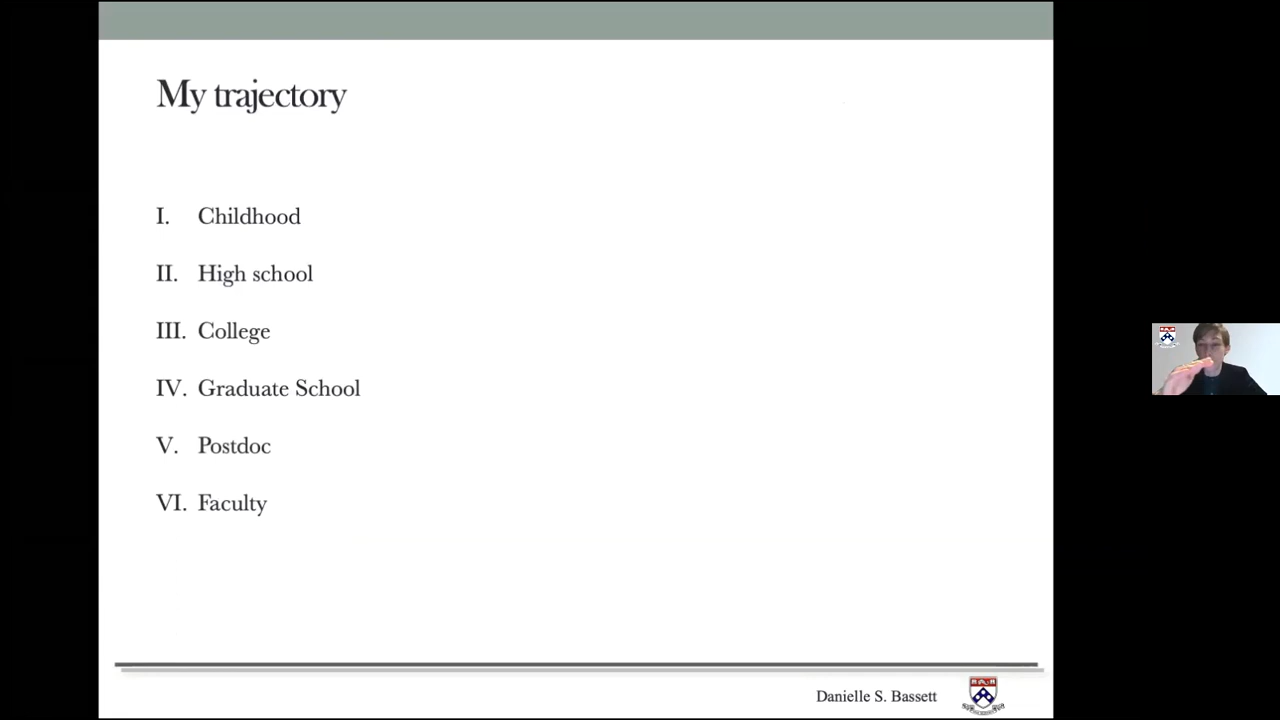 My trajectory
I. Childhood
II. High school
III. College
IV. Graduate School
V. Postdoc
VI. Faculty
Danielle S. Bassett